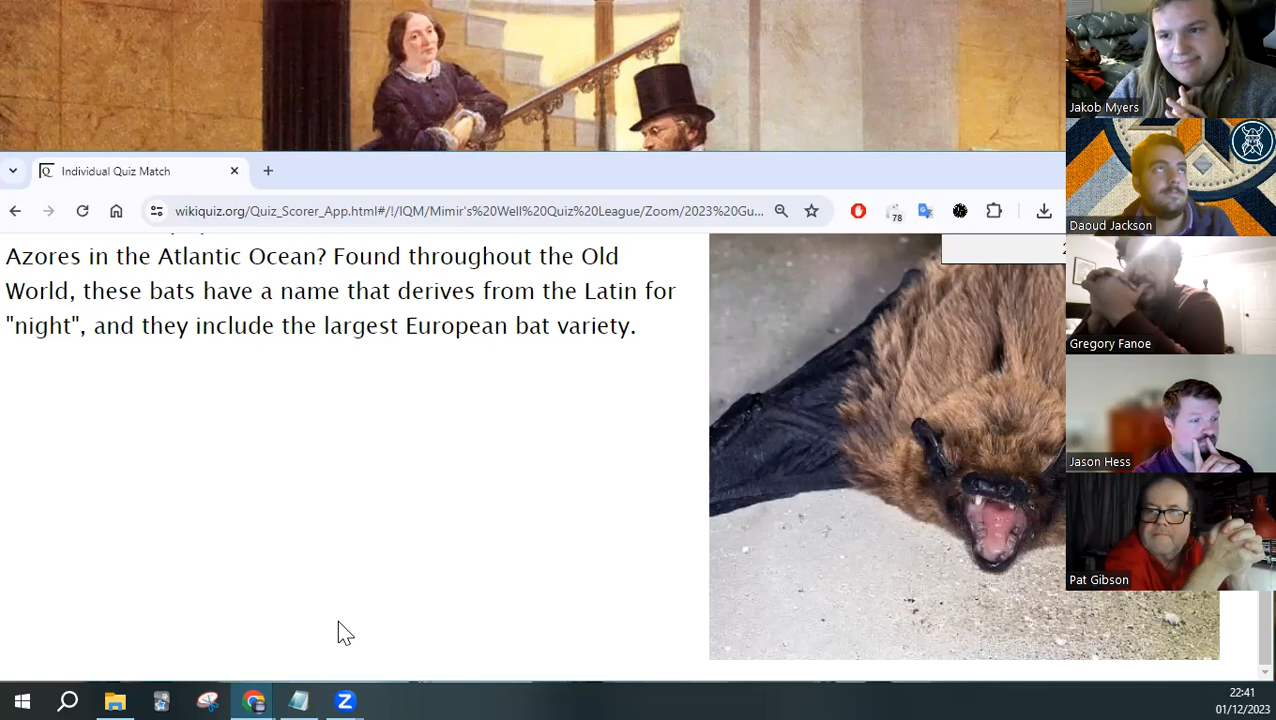 Individual Quiz Match
wikiquiz.org/Quiz_Scorer_App.html#/!/IQM/Mimir's%20Well%20Quiz%20League/Zoom/2023%20Gu...
78
Azores in the Atlantic Ocean? Found throughout the Old
World, these bats have a name that derives from the Latin for
"night", and they include the largest European bat variety.
Jakob Myers
Daoud Jackson
Gregory Fanoe
Jason Hess
Pat Gibson
22:41
01/12/2023